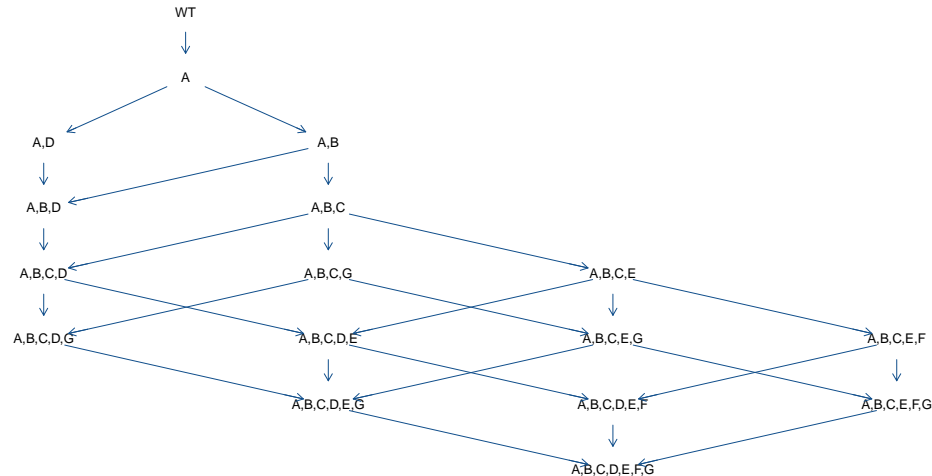 WT
A
A,D
A,B
A,B,D
A,B,C
A,B,C,D
A,B,C,G
A,B,C,E
A,B,C,D,G
A,B,C,D,E
A,B,C,E,G
A,B,C,E,F
A,B,C,D,E,G
A,B,C,D,E,F
A,B,C,E,F,G
A,B,C,D,E,F,G